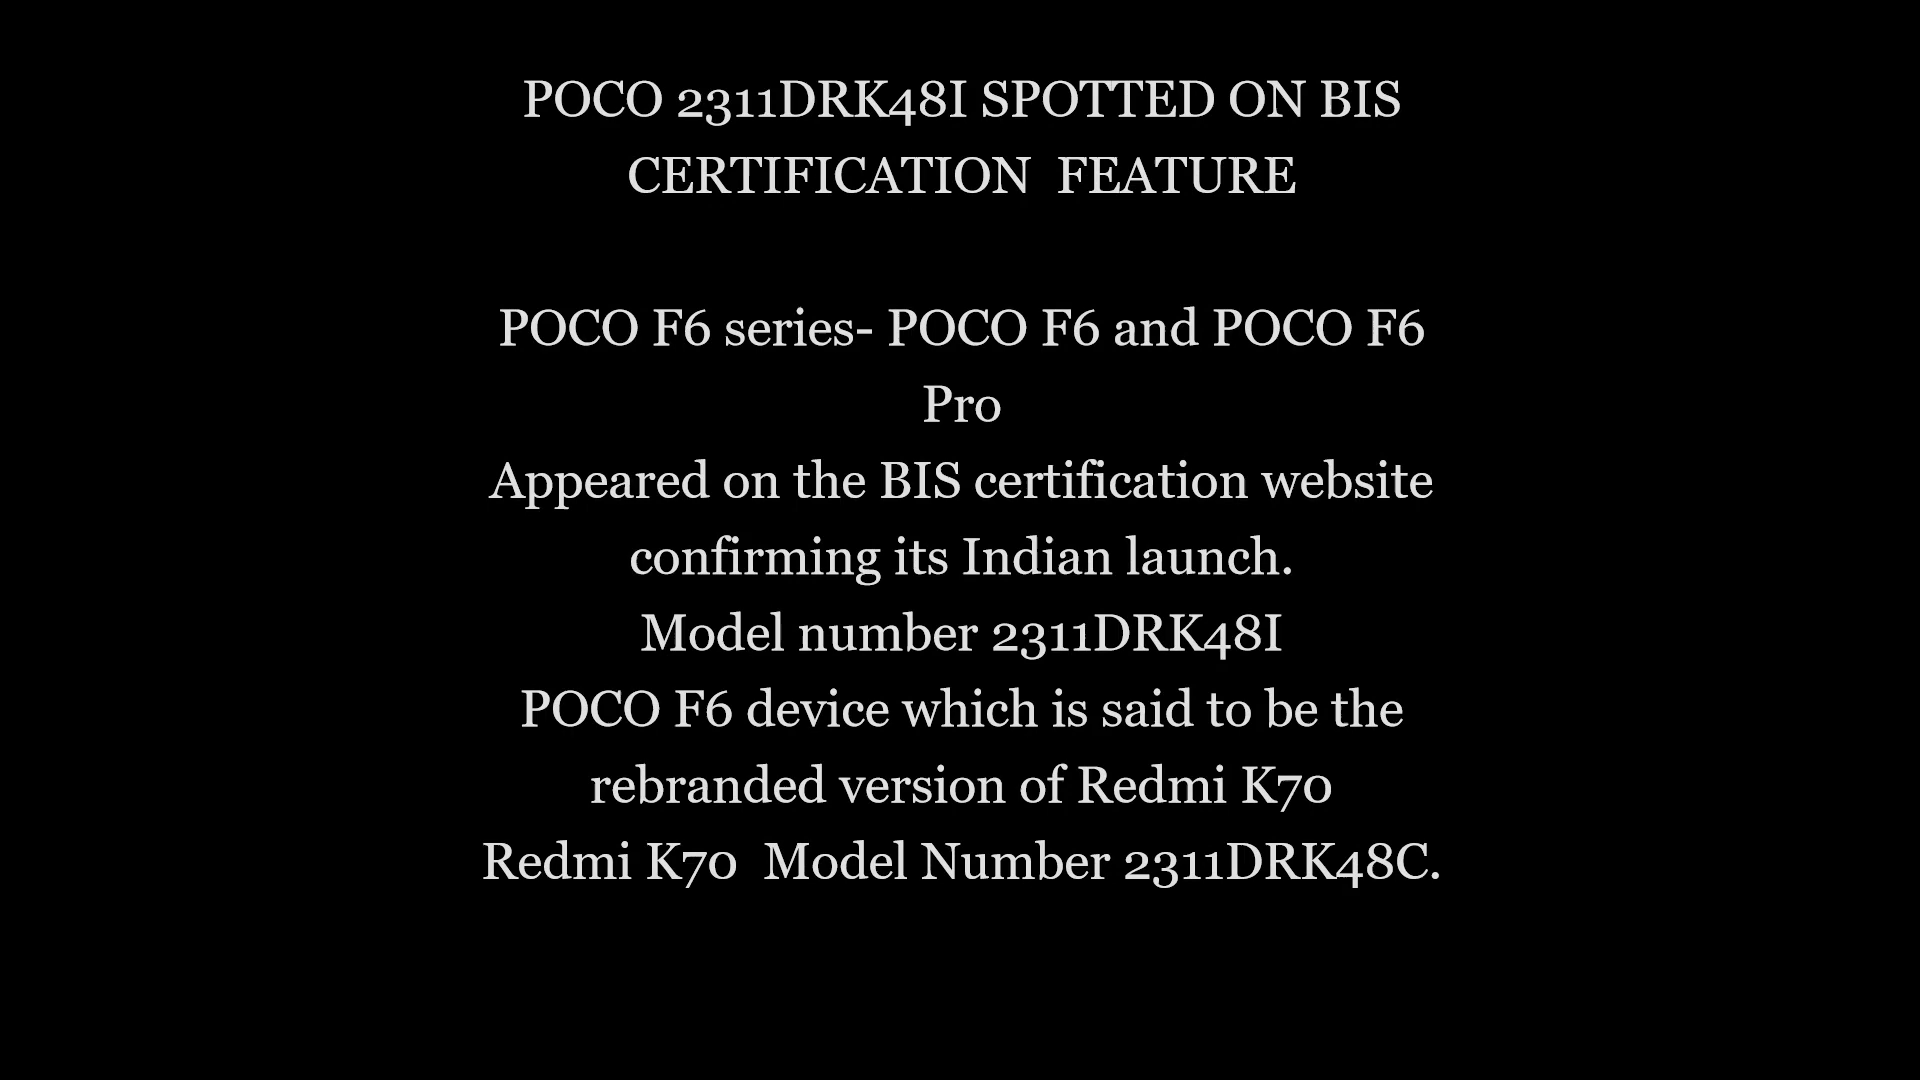 POCO 2311DRK48I SPOTTED ON BIS
CERTIFICATION  FEATURE
POCO F6 series- POCO F6 and POCO F6
Pro
Appeared on the BIS certification website
confirming its Indian launch.
Model number 2311DRK48I
POCO F6 device which is said to be the
rebranded version of Redmi K70
Redmi K70  Model Number 2311DRK48C.